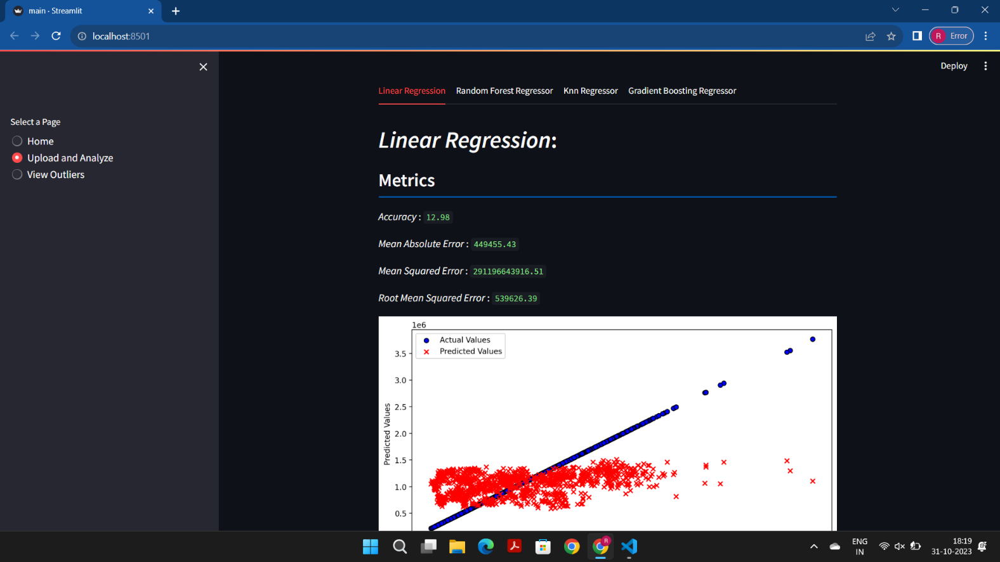 main · Streamlit
localhost:8501
R Error
Deploy
Select a Page
Home
Upload and Analyze
View Outliers
Linear Regression Random Forest Regressor Knn Regressor Gradient Boosting Regressor
Linear Regression:
Metrics
Accuracy : 12.98
Mean Absolute Error : 449455.43
Mean Squared Error : 291196643916.51
Root Mean Squared Error : 539626.39
1e6
Actual Values
Predicted Values
3.5
3.0
2.5
2.0
1.5
1.0
0.5
Predicted Values
R
ENG
IN
18:19
31-10-2023